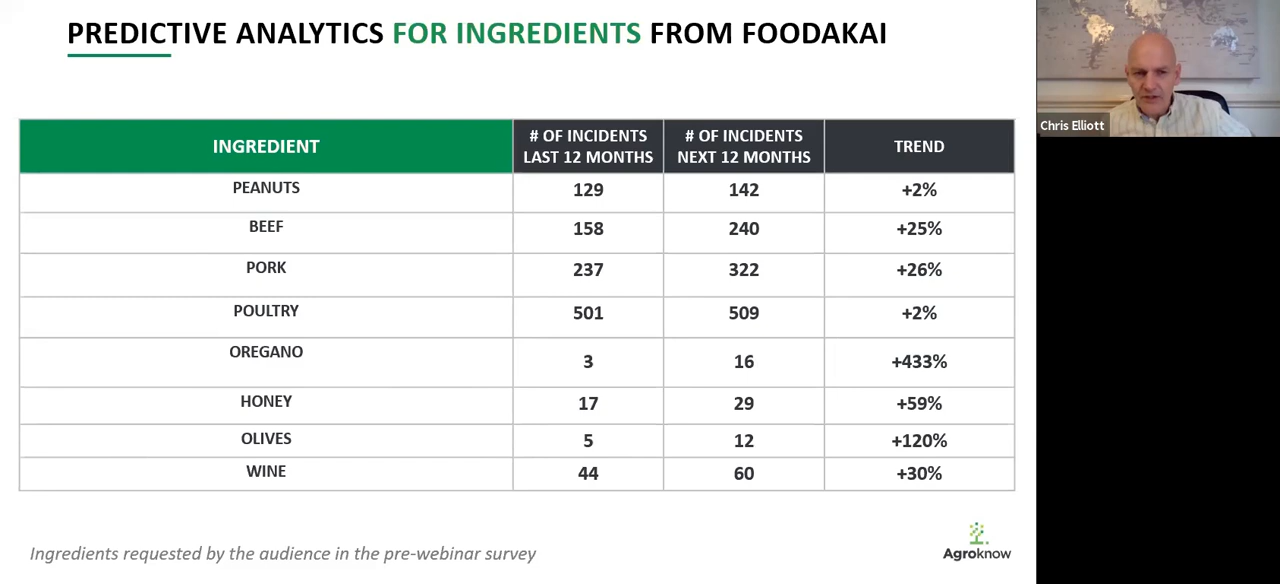 PREDICTIVE ANALYTICS FOR INGREDIENTS FROM FOODAKAI
Chris Elliott
INGREDIENT # OF INCIDENTS LAST 12 MONTHS # OF INCIDENTS NEXT 12 MONTHS TREND
PEANUTS 129 142 +2%
BEEF 158 240 +25%
PORK 237 322 +26%
POULTRY 501 509 +2%
OREGANO 3 16 +433%
HONEY 17 29 +59%
OLIVES 5 12 +120%
WINE 44 60 +30%
Ingredients requested by the audience in the pre-webinar survey
Agroknow